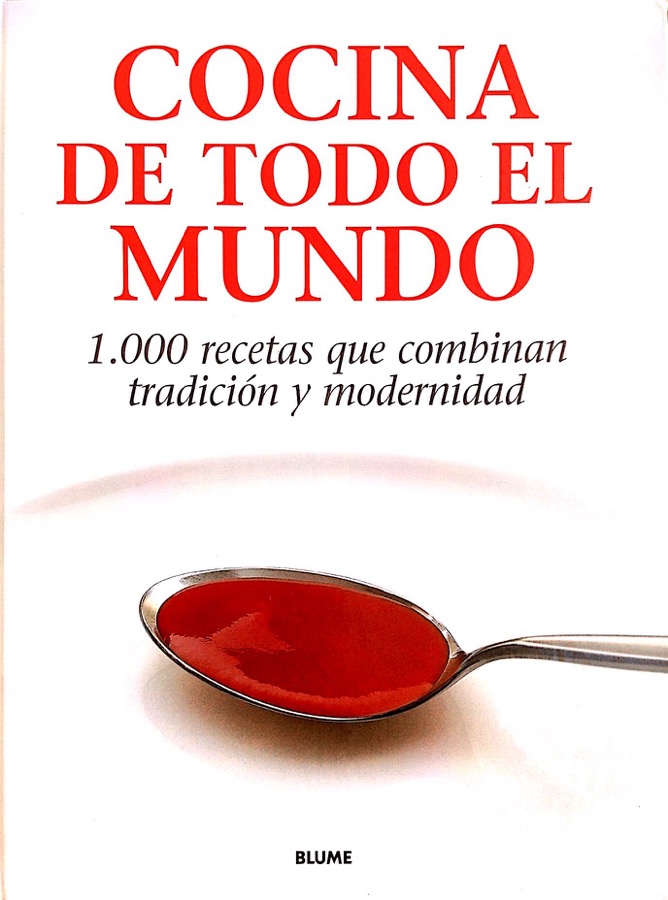 COCINA
DE TODO EL
MUNDO
1.000 recetas que combinan
tradición y modernidad
BLUME